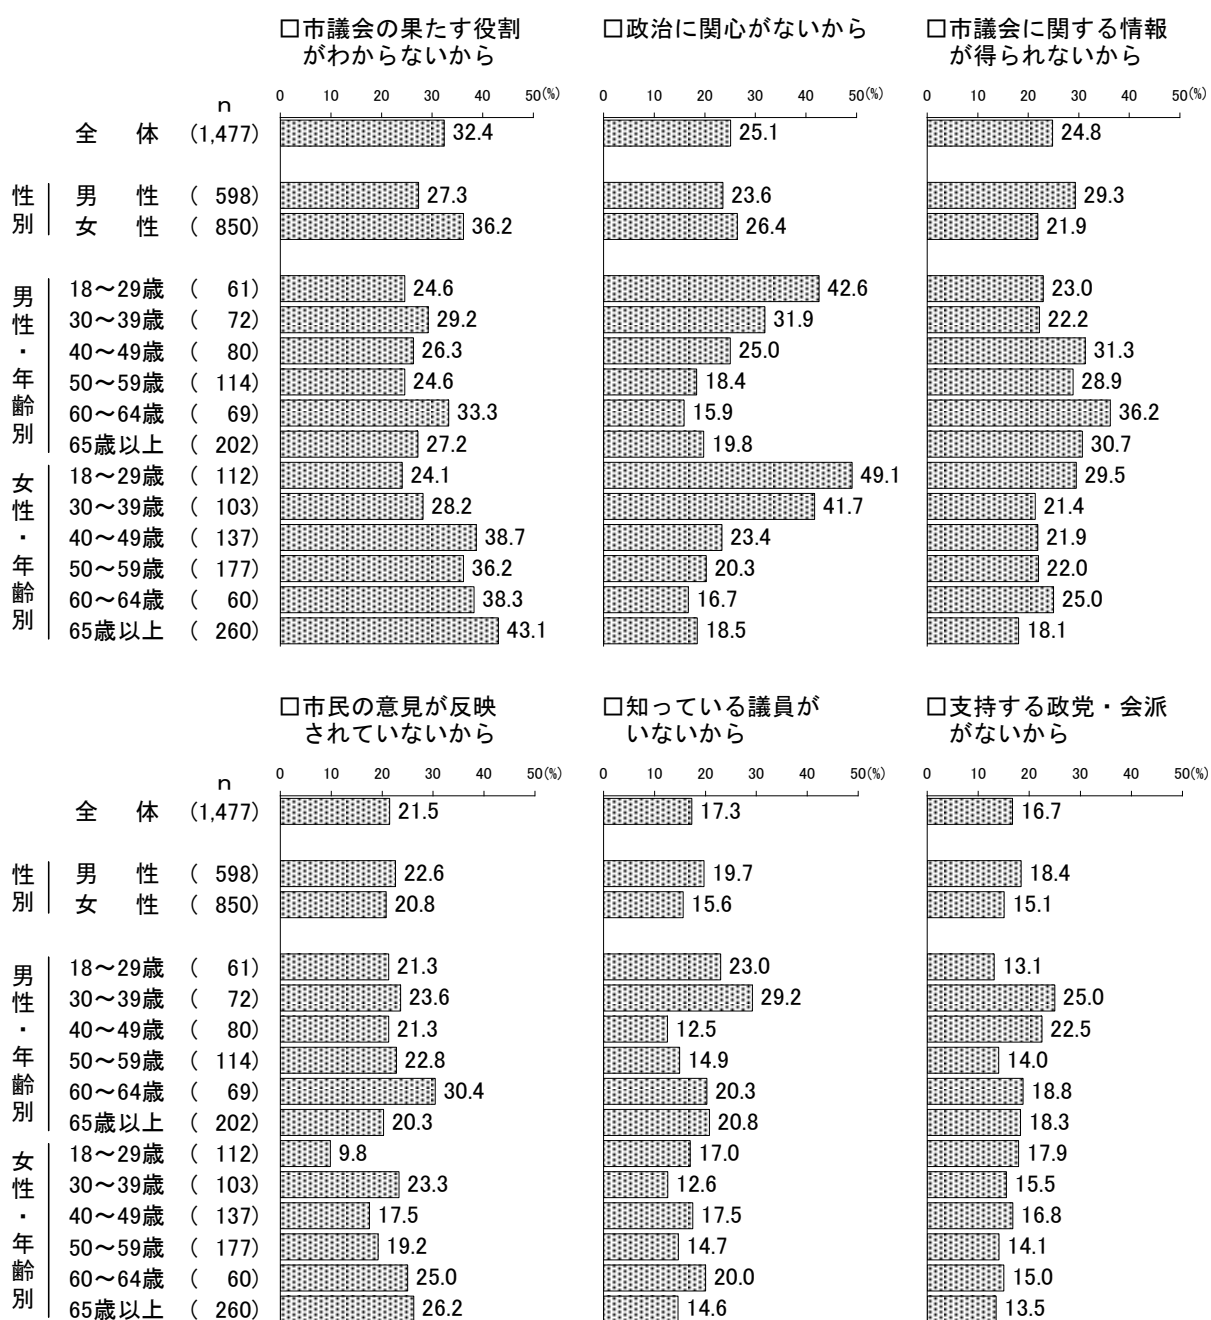 □市議会の果たす役割
がわからないから
□政治に関心がないから
□市議会に関する情報
が得られないから
n
0 10 20 30 40 50(%)
0 10 20 30 40 50(%)
0 10 20 30 40 50(%)
全体 (1,477) 32.4 25.1 24.8
性別
男性 ( 598) 27.3 23.6 29.3
女性 ( 850) 36.2 26.4 21.9
男性・年齢別
18～29歳 ( 61) 24.6 42.6 23.0
30～39歳 ( 72) 29.2 31.9 22.2
40～49歳 ( 80) 26.3 25.0 31.3
50～59歳 ( 114) 24.6 18.4 28.9
60～64歳 ( 69) 33.3 15.9 36.2
65歳以上 ( 202) 27.2 19.8 30.7
女性・年齢別
18～29歳 ( 112) 24.1 49.1 29.5
30～39歳 ( 103) 28.2 41.7 21.4
40～49歳 ( 137) 38.7 23.4 21.9
50～59歳 ( 177) 36.2 20.3 22.0
60～64歳 ( 60) 38.3 16.7 25.0
65歳以上 ( 260) 43.1 18.5 18.1
□市民の意見が反映
されていないから
□知っている議員が
いないから
□支持する政党・会派
がないから
n
0 10 20 30 40 50(%)
0 10 20 30 40 50(%)
0 10 20 30 40 50(%)
全体 (1,477) 21.5 17.3 16.7
性別
男性 ( 598) 22.6 19.7 18.4
女性 ( 850) 20.8 15.6 15.1
男性・年齢別
18～29歳 ( 61) 21.3 23.0 13.1
30～39歳 ( 72) 23.6 29.2 25.0
40～49歳 ( 80) 21.3 12.5 22.5
50～59歳 ( 114) 22.8 14.9 14.0
60～64歳 ( 69) 30.4 20.3 18.8
65歳以上 ( 202) 20.3 20.8 18.3
女性・年齢別
18～29歳 ( 112) 9.8 17.0 17.9
30～39歳 ( 103) 23.3 12.6 15.5
40～49歳 ( 137) 17.5 17.5 16.8
50～59歳 ( 177) 19.2 14.7 14.1
60～64歳 ( 60) 25.0 20.0 15.0
65歳以上 ( 260) 26.2 14.6 13.5